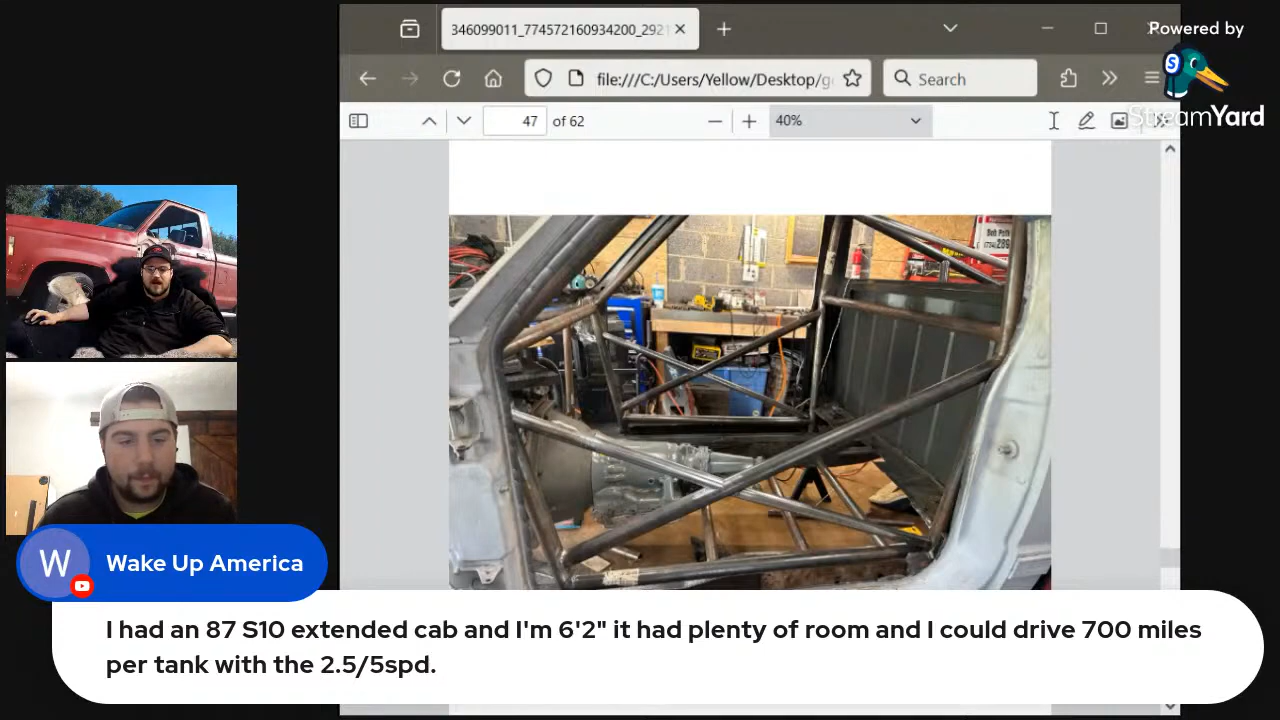 346099011_774572160934200_2921
Powered by
S
StreamYard
file:///C:/Users/Yellow/Desktop/g
Search
47 of 62
40%
289
W
Wake Up America
I had an 87 S10 extended cab and I'm 6'2" it had plenty of room and I could drive 700 miles
per tank with the 2.5/5spd.